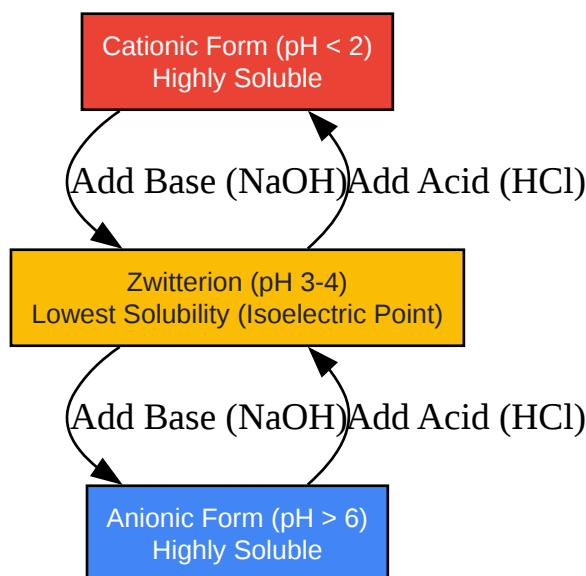 Cationic Form (pH < 2)
Highly Soluble
Add Base (NaOH)
Add Acid (HCl)
Zwitterion (pH 3-4)
Lowest Solubility (Isoelectric Point)
Add Base (NaOH)
Add Acid (HCl)
Anionic Form (pH > 6)
Highly Soluble